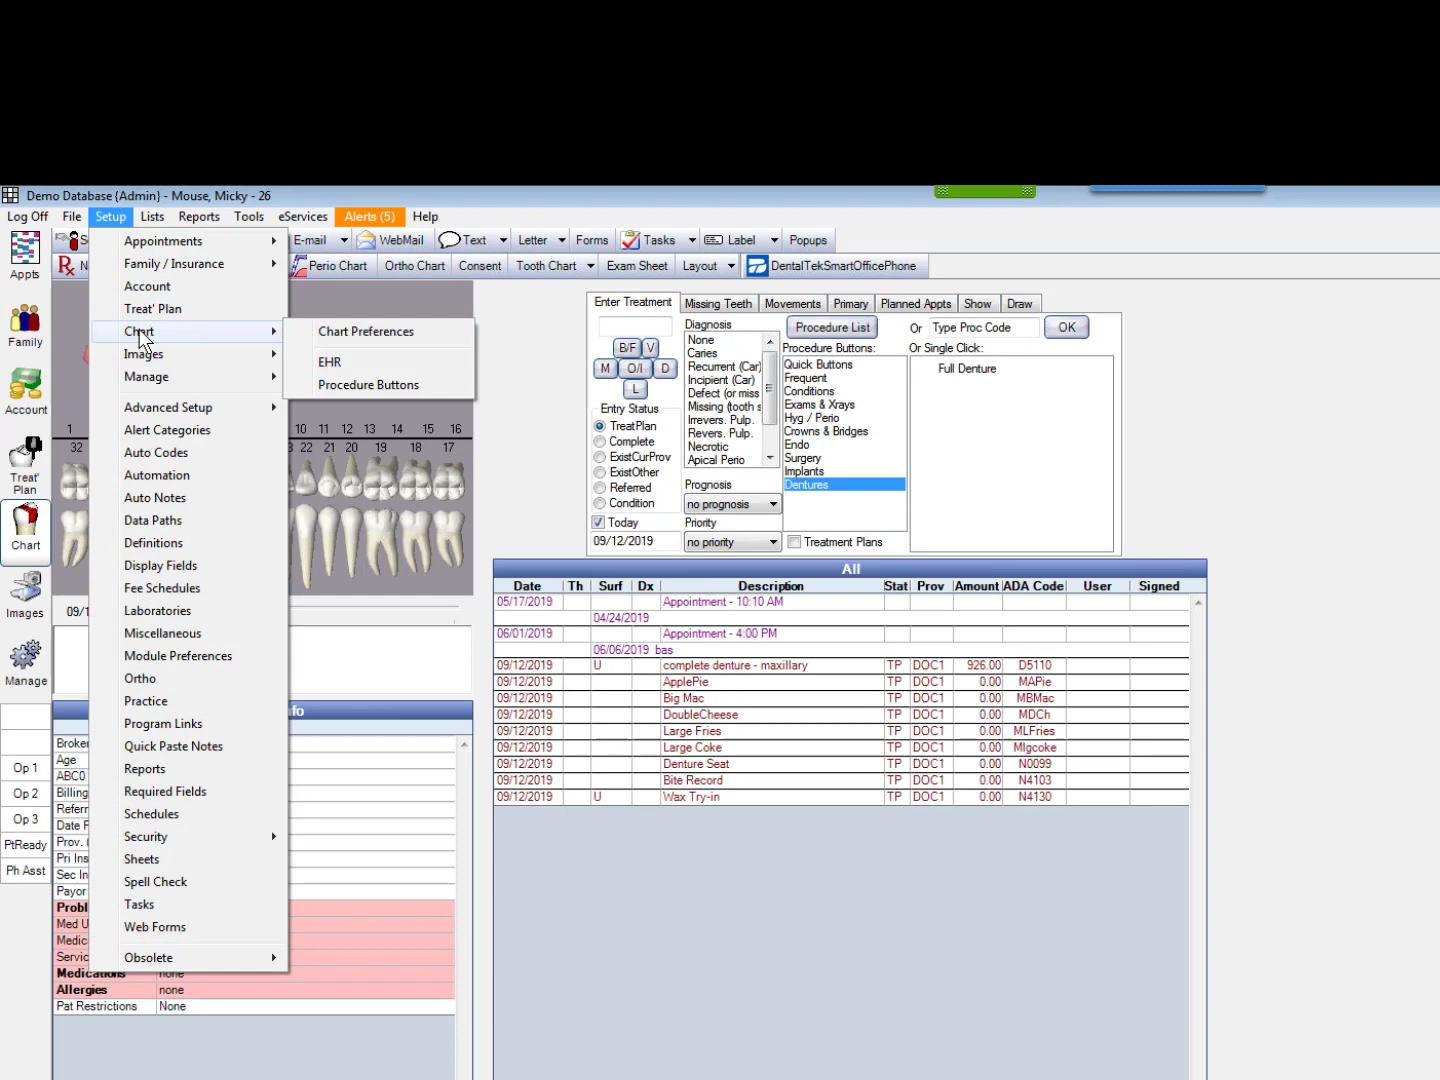 Demo Database {Admin} - Mouse, Micky - 26
Log Off File Setup Lists Reports Tools eServices Alerts (5) Help
E-mail WebMail Text Letter Forms Tasks Label Popups
Perio Chart Ortho Chart Consent Tooth Chart Exam Sheet Layout DentalTekSmartOfficePhone
Appts
Family
Account
Treat'
Plan
Chart
Images
Manage
Op 1
Op 2
Op 3
PtReady
Ph Asst
Appointments
Family / Insurance
Account
Treat' Plan
Chart
Images
Manage
Advanced Setup
Alert Categories
Auto Codes
Automation
Auto Notes
Data Paths
Definitions
Display Fields
Fee Schedules
Laboratories
Miscellaneous
Module Preferences
Ortho
Practice
Program Links
Quick Paste Notes
Reports
Required Fields
Schedules
Security
Sheets
Spell Check
Tasks
Web Forms
Obsolete
Chart Preferences
EHR
Procedure Buttons
1 10 11 12 13 14 15 16
32 22 21 20 19 18 17
Age
ABC0
Billing
Medications none
Allergies none
Pat Restrictions None
Enter Treatment Missing Teeth Movements Primary Planned Appts Show Draw
B/F V
M O/I D
L
Entry Status
TreatPlan
Complete
ExistCurProv
ExistOther
Referred
Condition
Today
09/12/2019
Diagnosis
None
Caries
Recurrent (Car)
Incipient (Car)
Defect (or miss
Missing (tooth s
Irrevers. Pulp.
Revers. Pulp.
Necrotic
Apical Perio
Prognosis
no prognosis
Priority
no priority
Procedure List Or Type Proc Code OK
Procedure Buttons: Or Single Click:
Quick Buttons
Frequent
Conditions
Exams & Xrays
Hyg / Perio
Crowns & Bridges
Endo
Surgery
Implants
Dentures
Full Denture
Treatment Plans
All
Date Th Surf Dx Description Stat Prov Amount ADA Code User Signed
05/17/2019 Appointment - 10:10 AM
04/24/2019
06/01/2019 Appointment - 4:00 PM
06/06/2019 bas
09/12/2019 U complete denture - maxillary TP DOC1 926.00 D5110
09/12/2019 ApplePie TP DOC1 0.00 MAPie
09/12/2019 Big Mac TP DOC1 0.00 MBMac
09/12/2019 DoubleCheese TP DOC1 0.00 MDCh
09/12/2019 Large Fries TP DOC1 0.00 MLFries
09/12/2019 Large Coke TP DOC1 0.00 Mlgcoke
09/12/2019 Denture Seat TP DOC1 0.00 N0099
09/12/2019 Bite Record TP DOC1 0.00 N4103
09/12/2019 U Wax Try-in TP DOC1 0.00 N4130